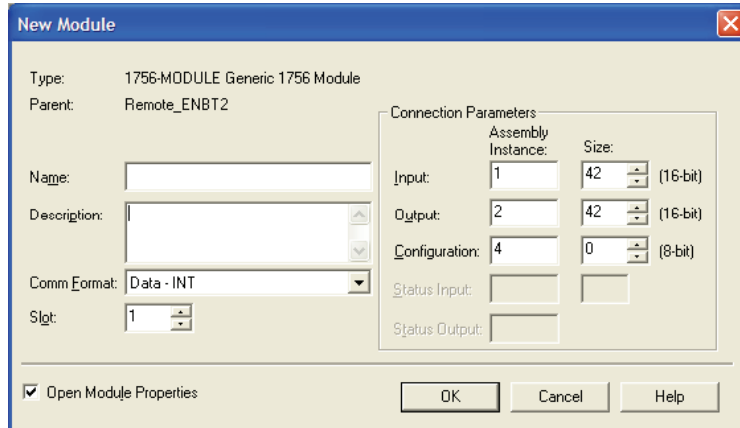 New Module
Type: 1756-MODULE Generic 1756 Module
Parent: Remote_ENBT2
Connection Parameters
Assembly Instance: Size:
Name: Input: 1 42 (16-bit)
Description: Output: 2 42 (16-bit)
Configuration: 4 0 (8-bit)
Comm Format: Data - INT Status Input:
Slot: 1 Status Output:
Open Module Properties OK Cancel Help